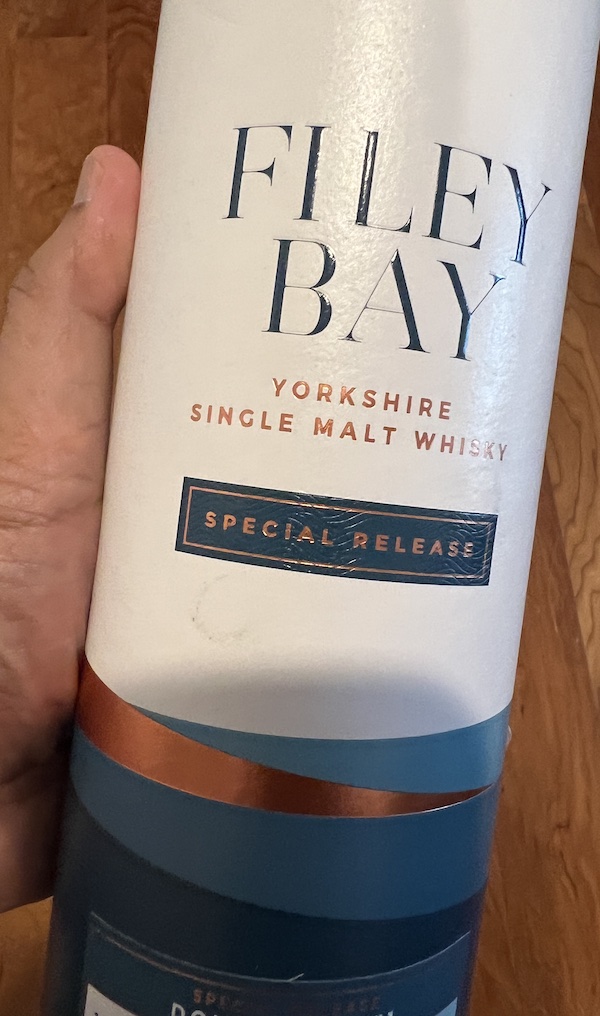 FILEY
BAY
YORKSHIRE
SINGLE MALT WHISKY
SPECIAL RELEASE